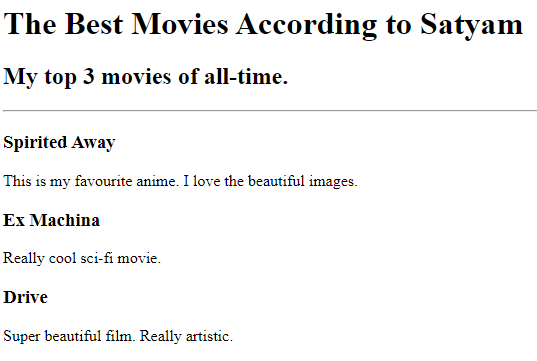 The Best Movies According to Satyam
My top 3 movies of all-time.
Spirited Away
This is my favourite anime. I love the beautiful images.
Ex Machina
Really cool sci-fi movie.
Drive
Super beautiful film. Really artistic.